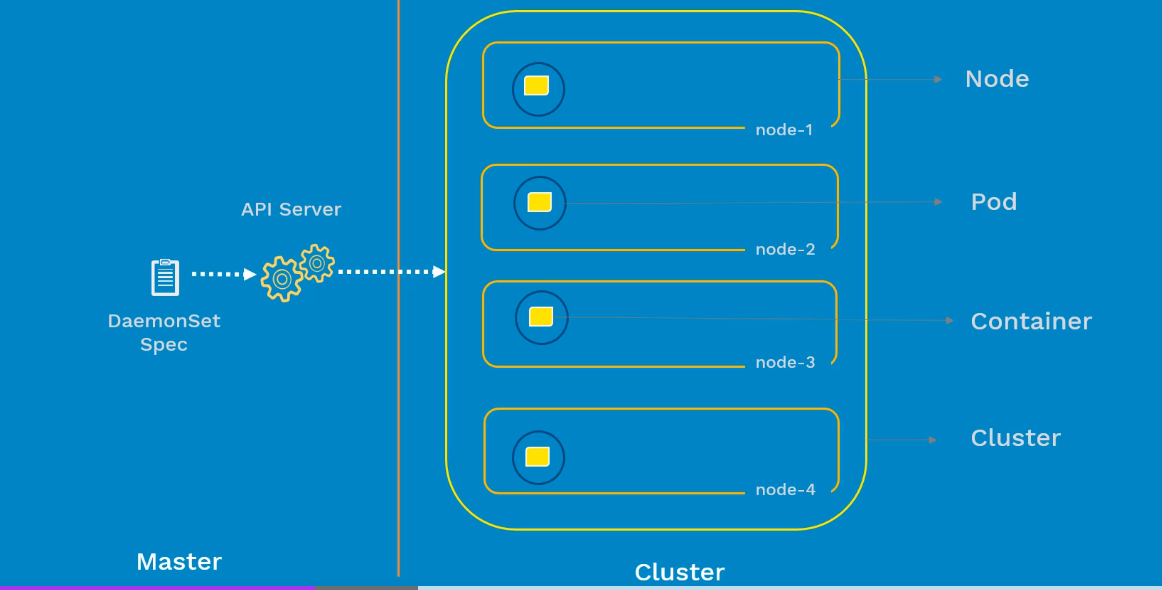 Node
node-1
Pod
API Server
node-2
DaemonSet
Spec
Container
node-3
Cluster
node-4
Master
Cluster